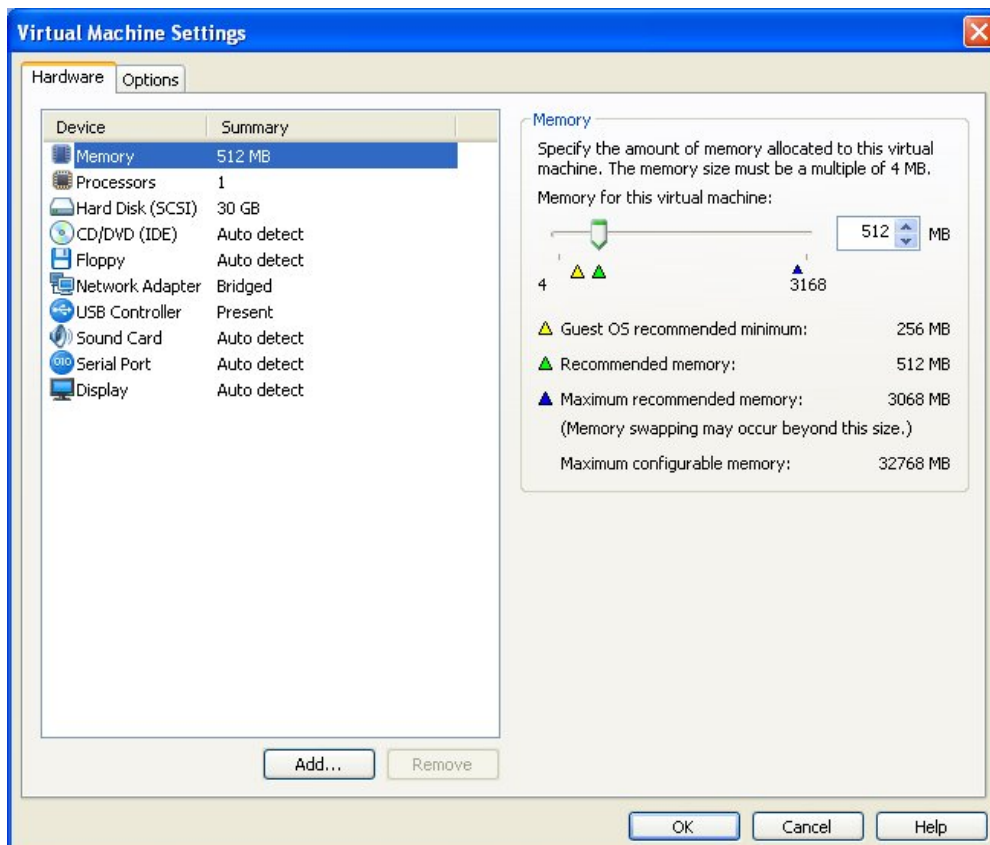 Virtual Machine Settings
Hardware Options
Device Summary
Memory 512 MB
Processors 1
Hard Disk (SCSI) 30 GB
CD/DVD (IDE) Auto detect
Floppy Auto detect
Network Adapter Bridged
USB Controller Present
Sound Card Auto detect
Serial Port Auto detect
Display Auto detect
Add... Remove
Memory
Specify the amount of memory allocated to this virtual
machine. The memory size must be a multiple of 4 MB.
Memory for this virtual machine:
512 MB
4 3168
Guest OS recommended minimum: 256 MB
Recommended memory: 512 MB
Maximum recommended memory: 3068 MB
(Memory swapping may occur beyond this size.)
Maximum configurable memory: 32768 MB
OK Cancel Help